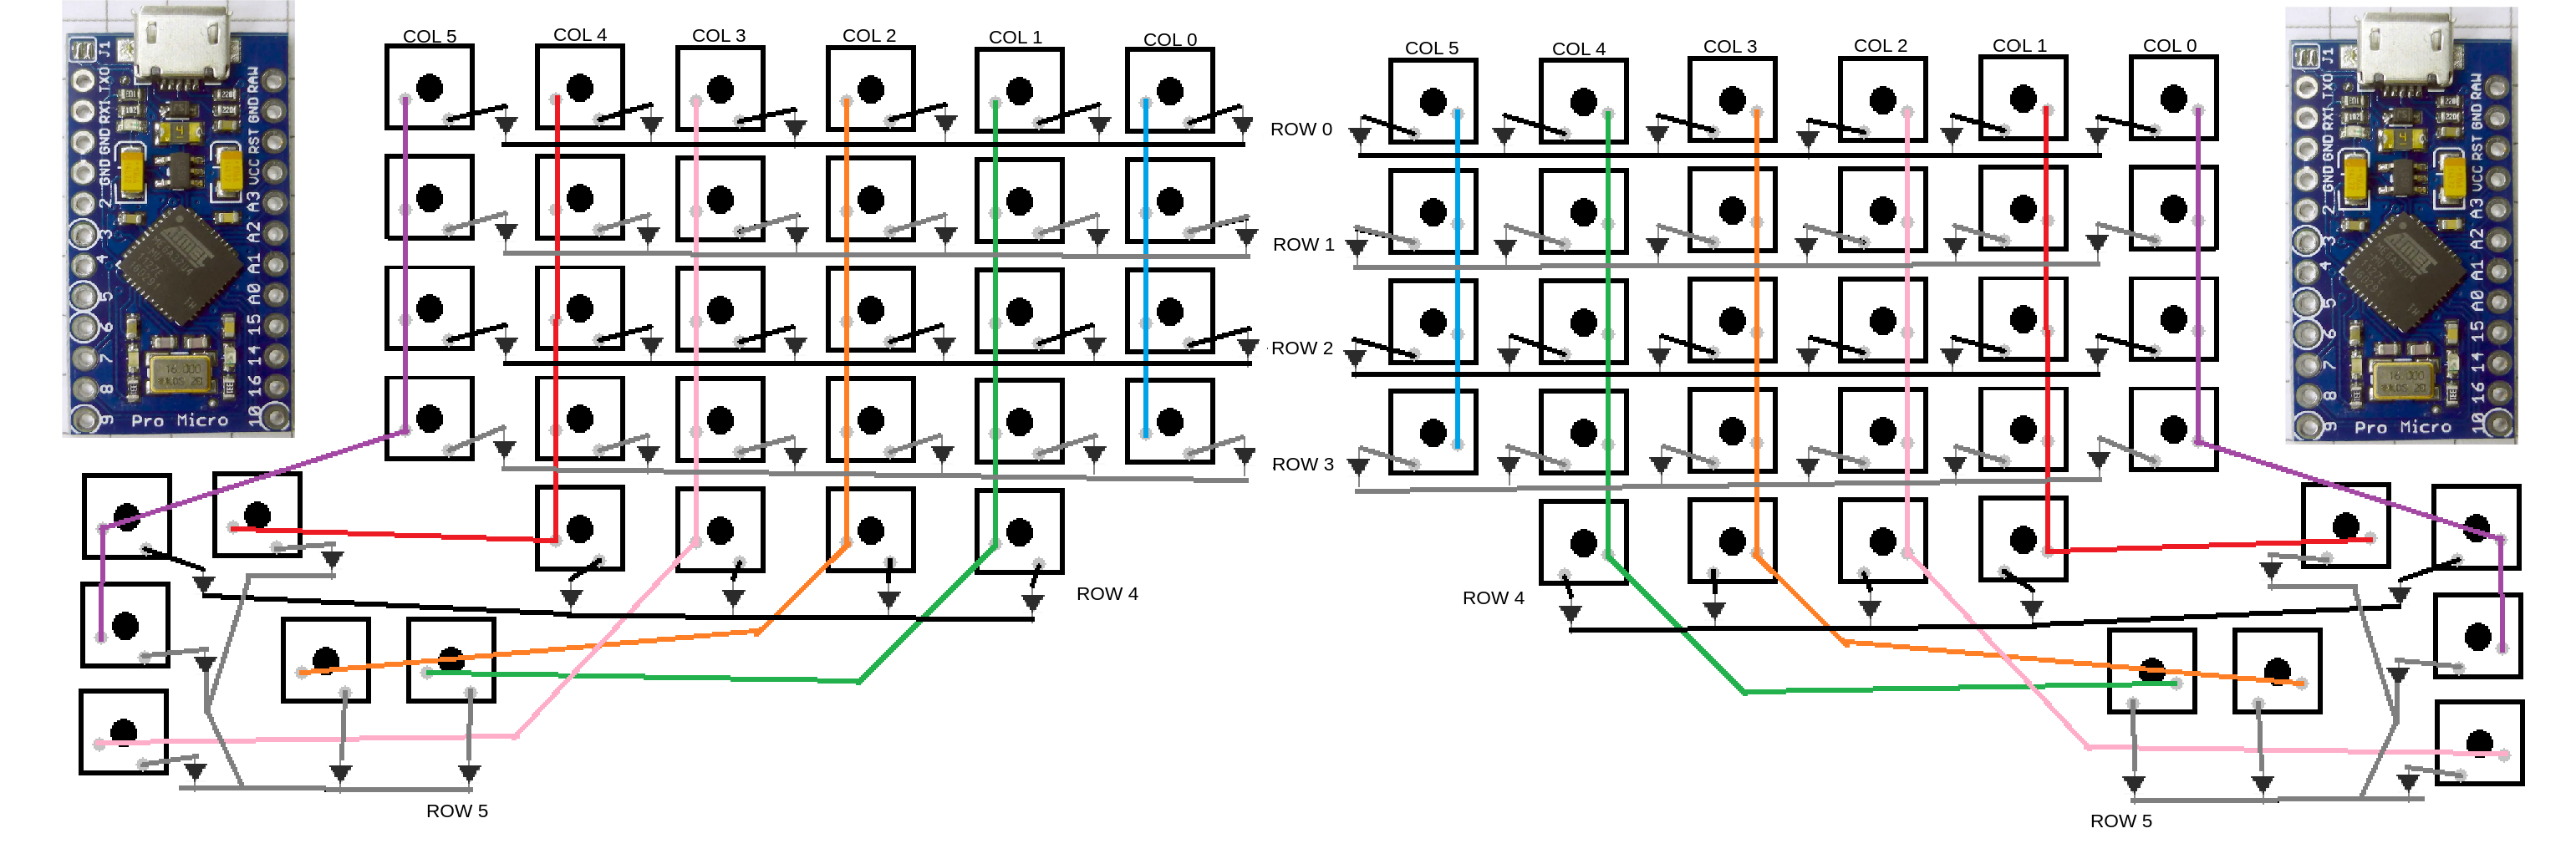 COL 5 COL 4 COL 3 COL 2 COL 1 COL 0
COL 5 COL 4 COL 3 COL 2 COL 1 COL 0
J1
TXO RAW
RXI GND
GND RST
GND VCC
2 A3
3 A2
4 A1
5 A0
6 15
7 14
8 16
9 10
16.000
Pro Micro
ROW 0
ROW 1
ROW 2
ROW 3
ROW 4
ROW 5
ROW 4
ROW 5
J1
TXO RAW
RXI GND
GND RST
GND VCC
2 A3
3 A2
4 A1
5 A0
6 15
7 14
8 16
9 10
16.000
Pro Micro